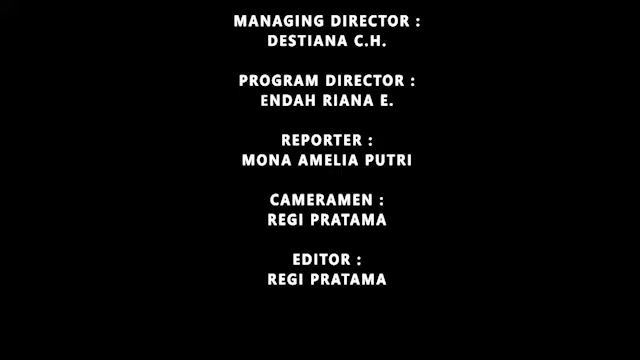 MANAGING DIRECTOR :
DESTIANA C.H.
PROGRAM DIRECTOR :
ENDAH RIANA E.
REPORTER :
MONA AMELIA PUTRI
CAMERAMEN :
REGI PRATAMA
EDITOR :
REGI PRATAMA